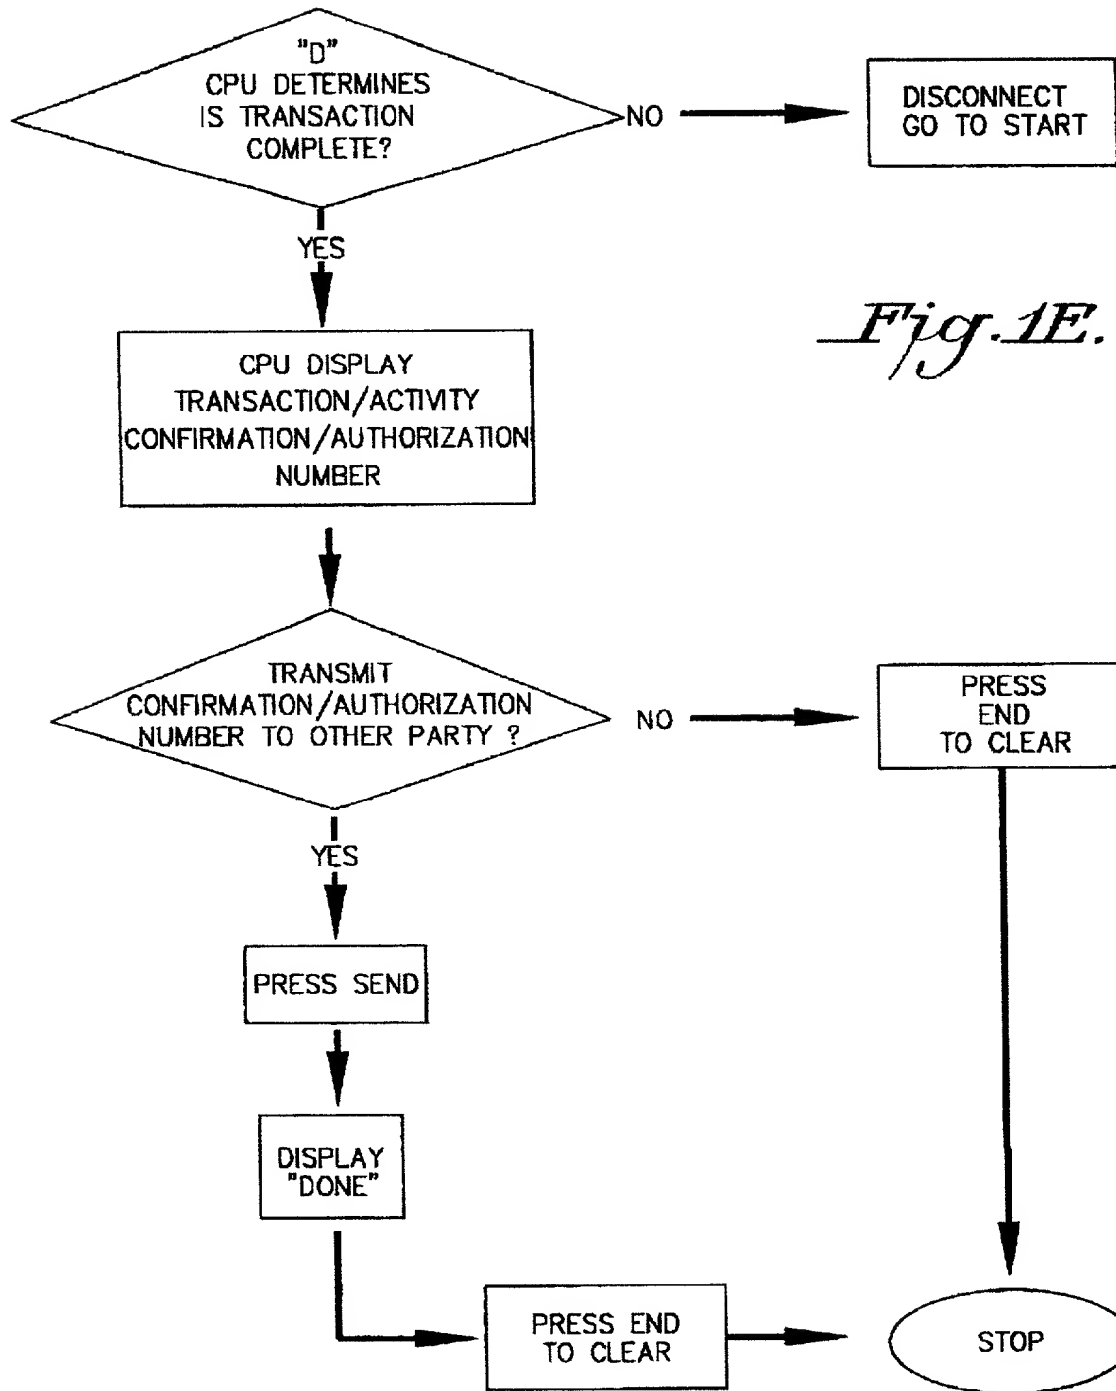 "D"
CPU DETERMINES
IS TRANSACTION
COMPLETE?
NO
DISCONNECT
GO TO START
YES
Fig. 1E.
CPU DISPLAY
TRANSACTION/ACTIVITY
CONFIRMATION/AUTHORIZATION
NUMBER
TRANSMIT
CONFIRMATION/AUTHORIZATION
NUMBER TO OTHER PARTY ?
NO
PRESS
END
TO CLEAR
YES
PRESS SEND
DISPLAY
"DONE"
PRESS END
TO CLEAR
STOP